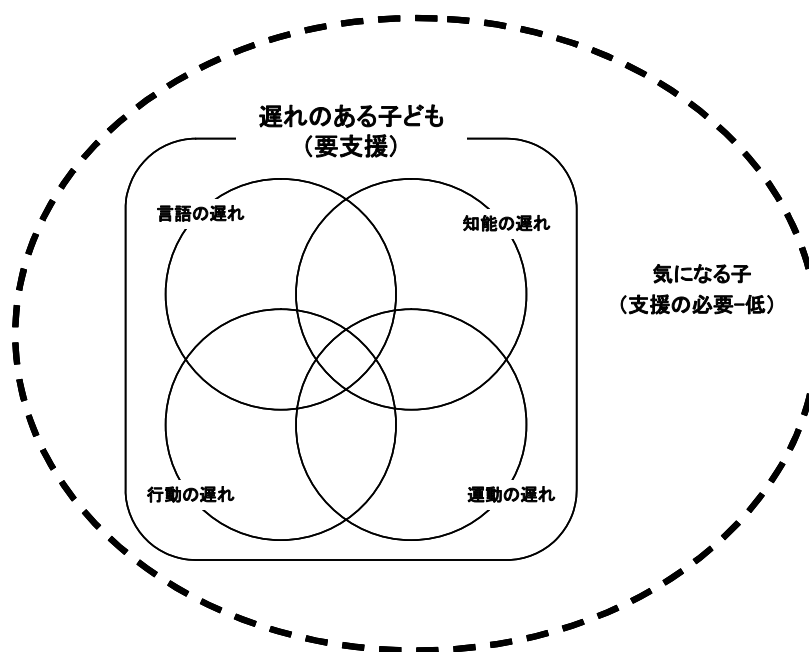 遅れのある子ども
（要支援）
言語の遅れ
知能の遅れ
気になる子
（支援の必要−低）
行動の遅れ
運動の遅れ